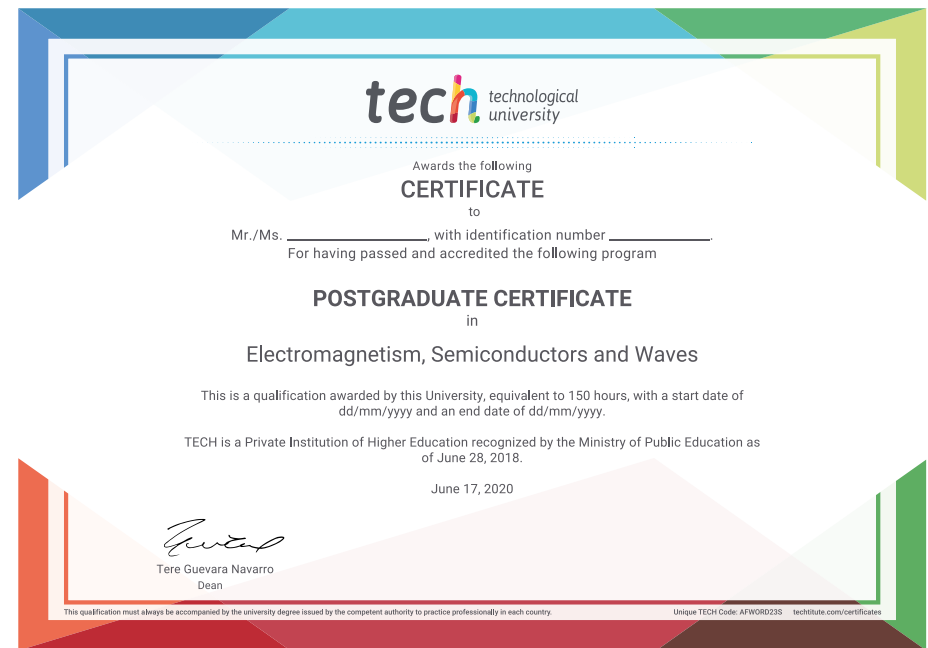 tech technological
university
Awards the following
CERTIFICATE
to
Mr./Ms. ____________________, with identification number ______________.
For having passed and accredited the following program
POSTGRADUATE CERTIFICATE
in
Electromagnetism, Semiconductors and Waves
This is a qualification awarded by this University, equivalent to 150 hours, with a start date of
dd/mm/yyyy and an end date of dd/mm/yyyy.
TECH is a Private Institution of Higher Education recognized by the Ministry of Public Education as
of June 28, 2018.
June 17, 2020
Tere Guevara Navarro
Dean
This qualification must always be accompanied by the university degree issued by the competent authority to practice professionally in each country.
Unique TECH Code: AFWORD23S techtitute.com/certificates